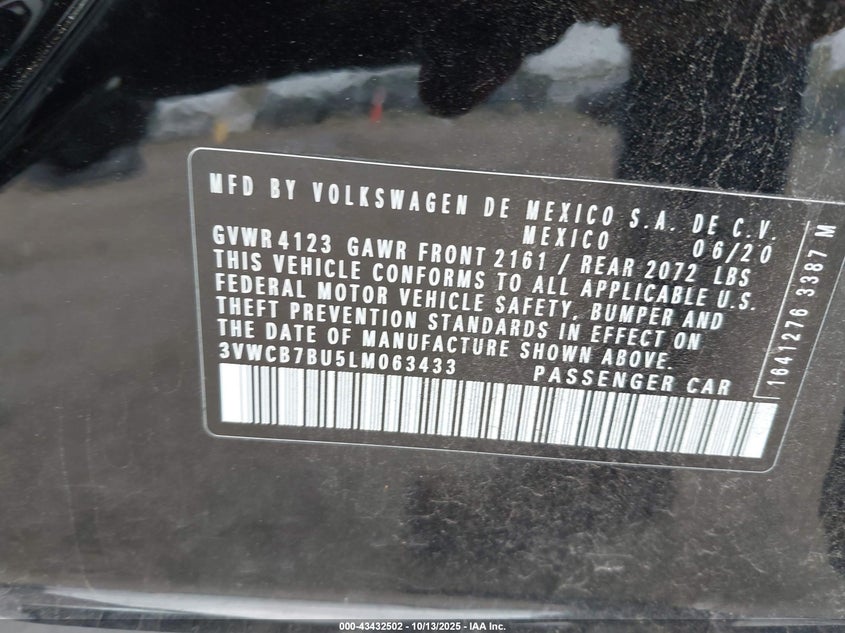 MFD BY VOLKSWAGEN DE MEXICO S.A. DE C.V.
MEXICO 06/20
GVWR 4123 GAWR FRONT 2161 / REAR 2072 LBS
THIS VEHICLE CONFORMS TO ALL APPLICABLE U.S.
FEDERAL MOTOR VEHICLE SAFETY, BUMPER AND
THEFT PREVENTION STANDARDS IN EFFECT ON
THE DATE OF MANUFACTURE SHOWN ABOVE.
3VWCB7BU5LM063433 PASSENGER CAR
1641276 3387 M
000-43432502 - 10/13/2025 - IAA Inc.